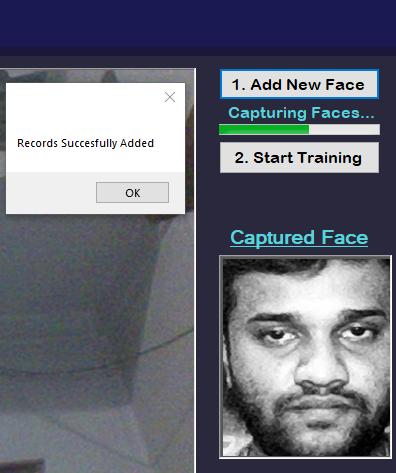 Records Succesfully Added
OK
1. Add New Face
Capturing Faces...
2. Start Training
Captured Face